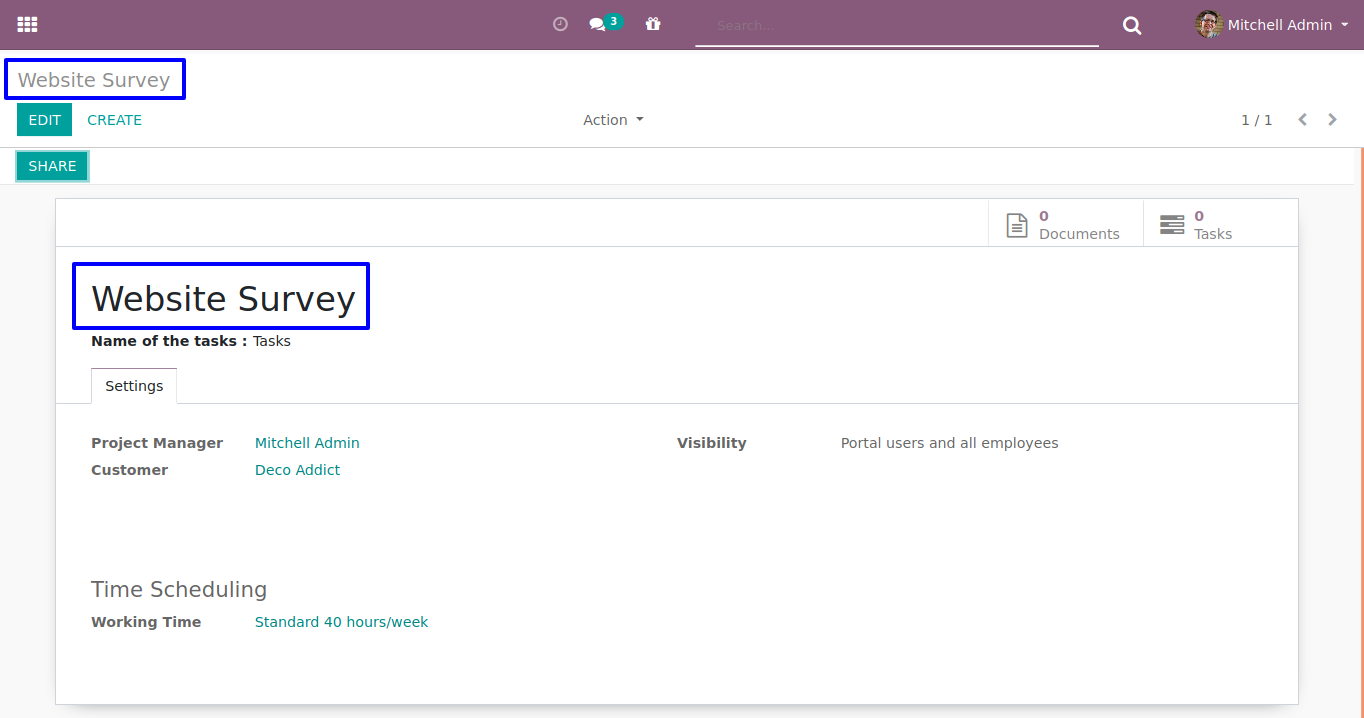 3
Search...
Mitchell Admin
Website Survey
EDIT CREATE Action 1 / 1
SHARE
0
Documents
0
Tasks
Website Survey
Name of the tasks : Tasks
Settings
Project Manager Mitchell Admin Visibility Portal users and all employees
Customer Deco Addict
Time Scheduling
Working Time Standard 40 hours/week